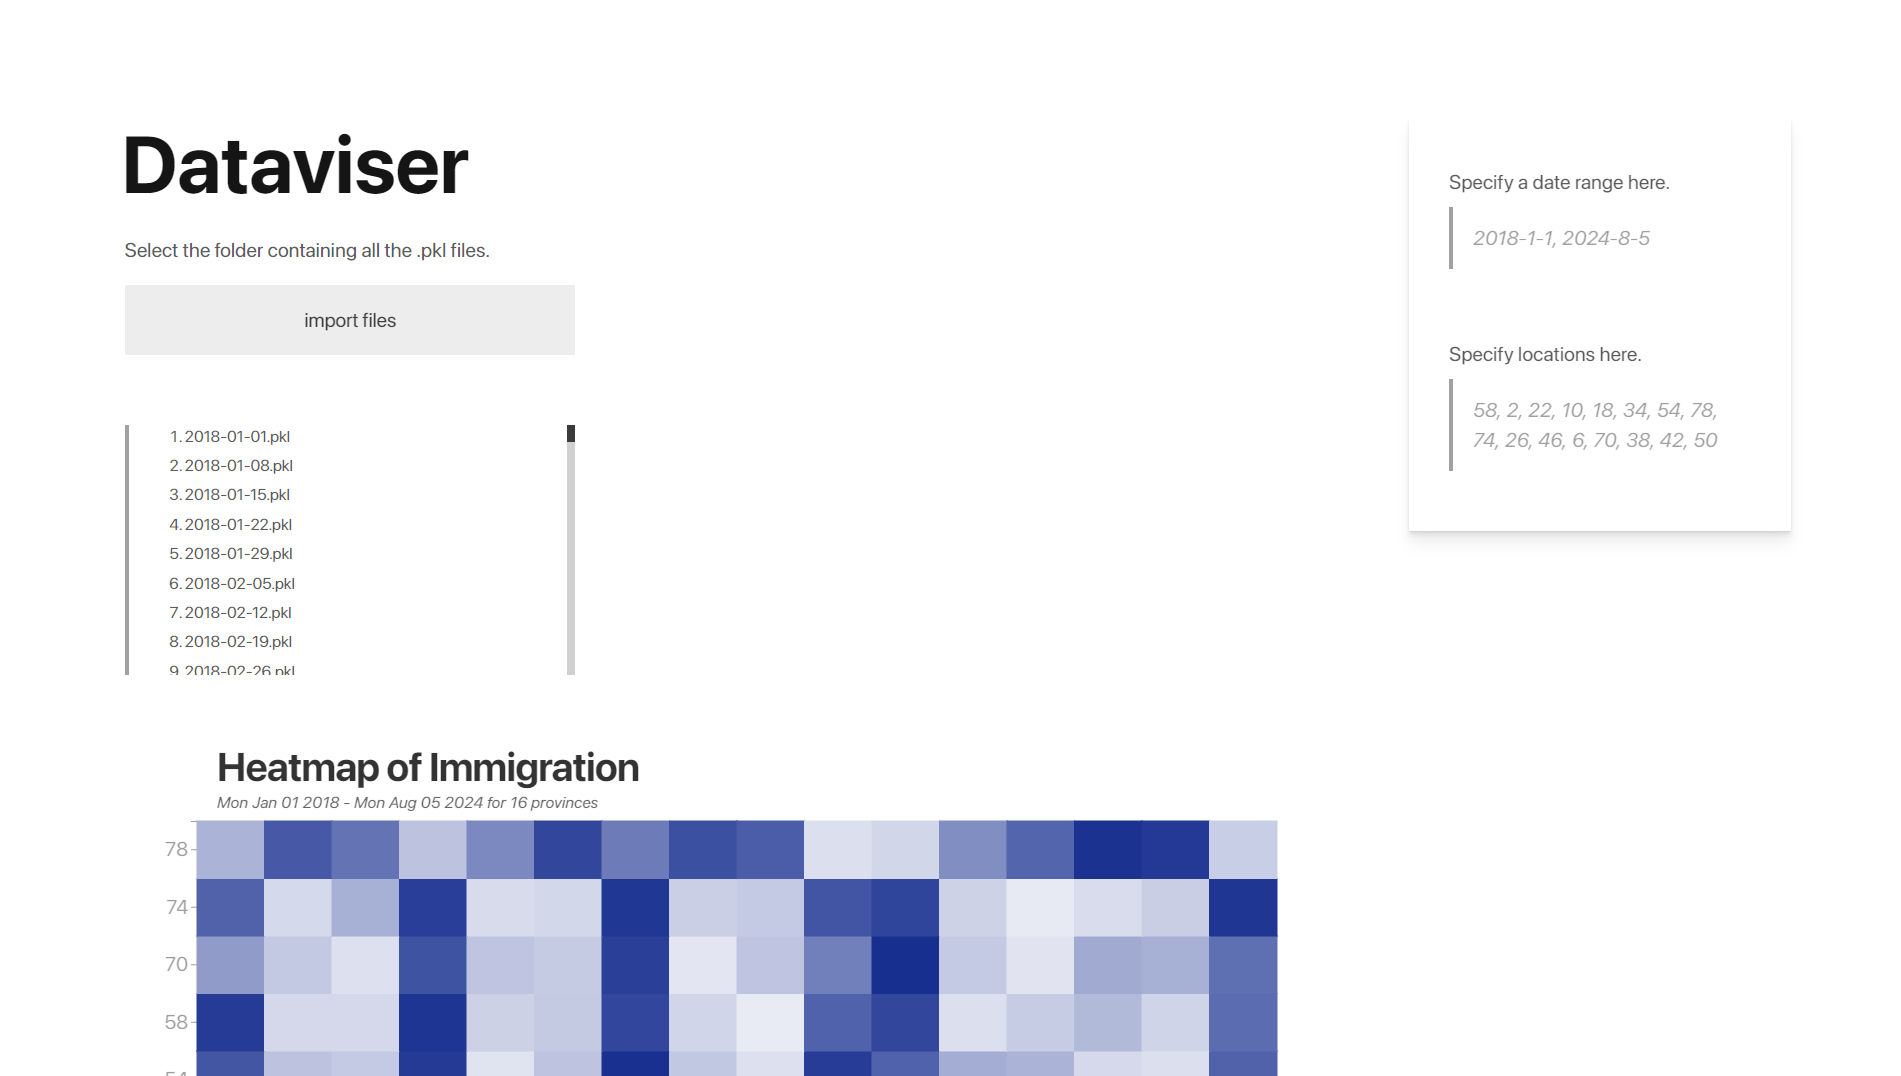 Dataviser
Select the folder containing all the .pkl files.
import files
1. 2018-01-01.pkl
2. 2018-01-08.pkl
3. 2018-01-15.pkl
4. 2018-01-22.pkl
5. 2018-01-29.pkl
6. 2018-02-05.pkl
7. 2018-02-12.pkl
8. 2018-02-19.pkl
9. 2018-02-26.pkl
Specify a date range here.
2018-1-1, 2024-8-5
Specify locations here.
58, 2, 22, 10, 18, 34, 54, 78,
74, 26, 46, 6, 70, 38, 42, 50
Heatmap of Immigration
Mon Jan 01 2018 - Mon Aug 05 2024 for 16 provinces
78
74
70
58
54